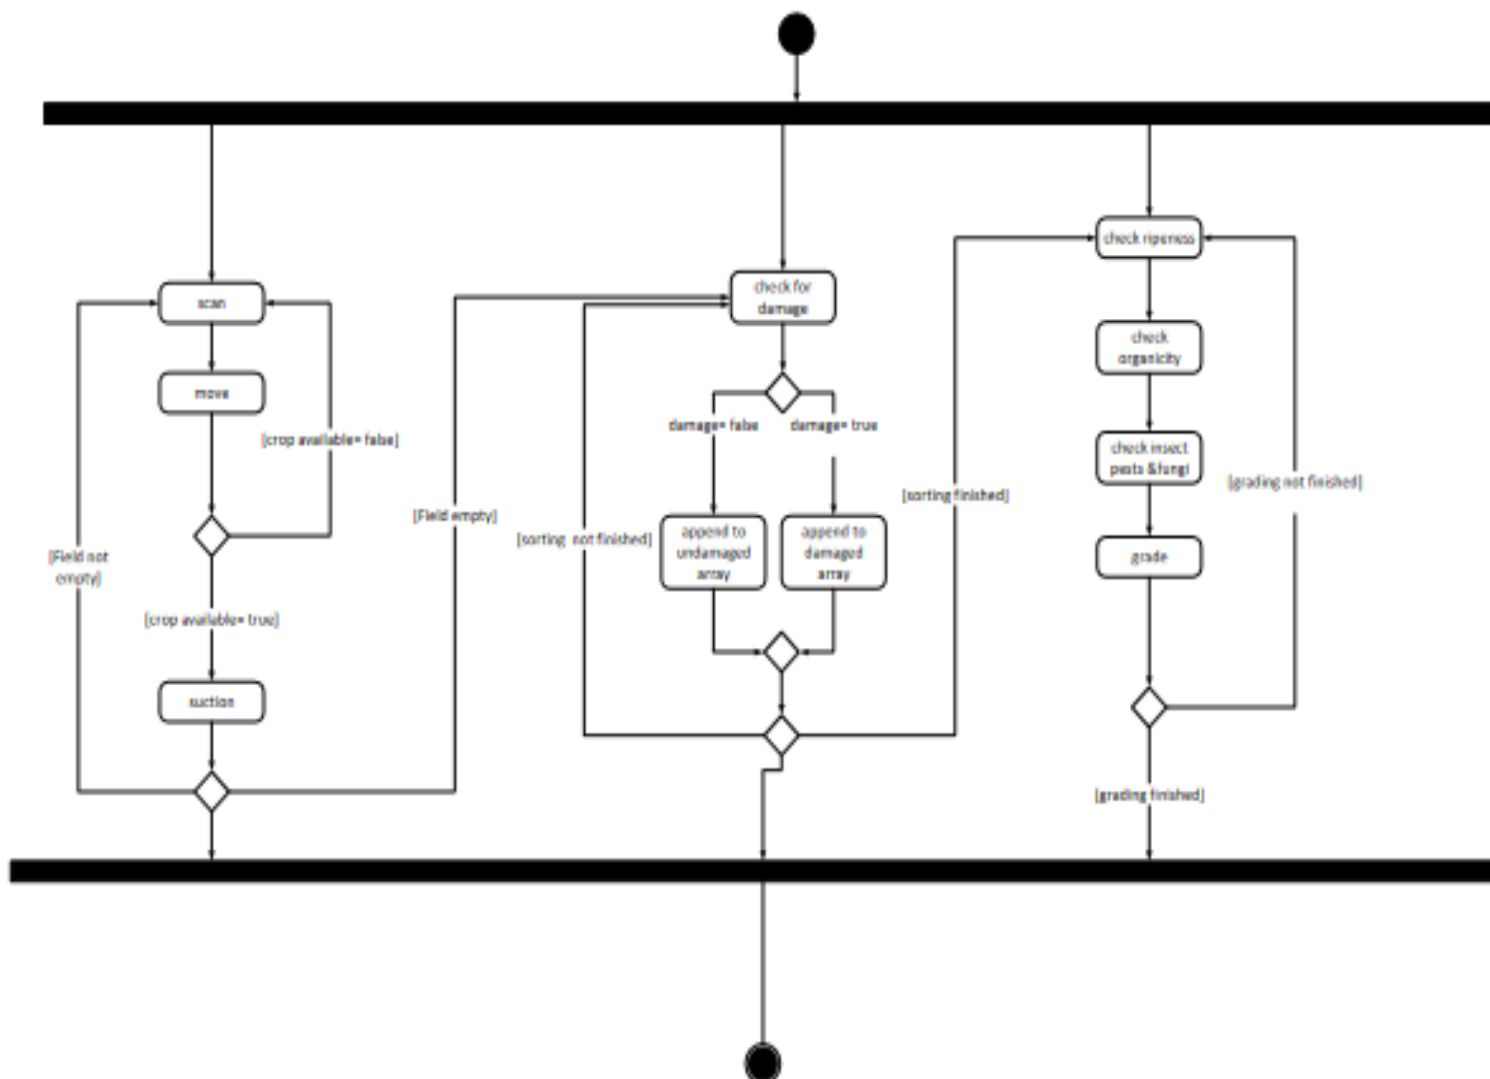 scan
move
[crop available= false]
[Field not
empty]
[crop available= true]
suction
[Field empty]
check for
damage
damage= false
damage= true
[sorting  not finished]
append to
undamaged
array
append to
damaged
array
[sorting finished]
check ripeness
check
organicity
check insect
pests &fungi
grade
[grading not finished]
[grading finished]